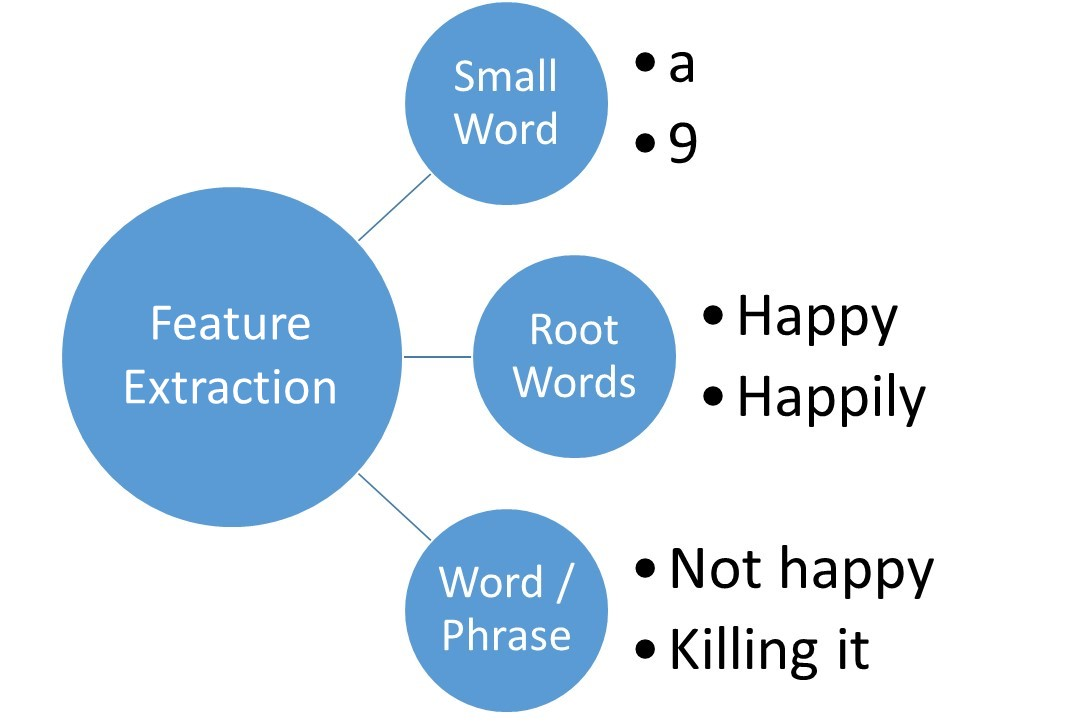 Feature
Extraction
Small
Word
• a
• 9
Root
Words
• Happy
• Happily
Word /
Phrase
• Not happy
• Killing it